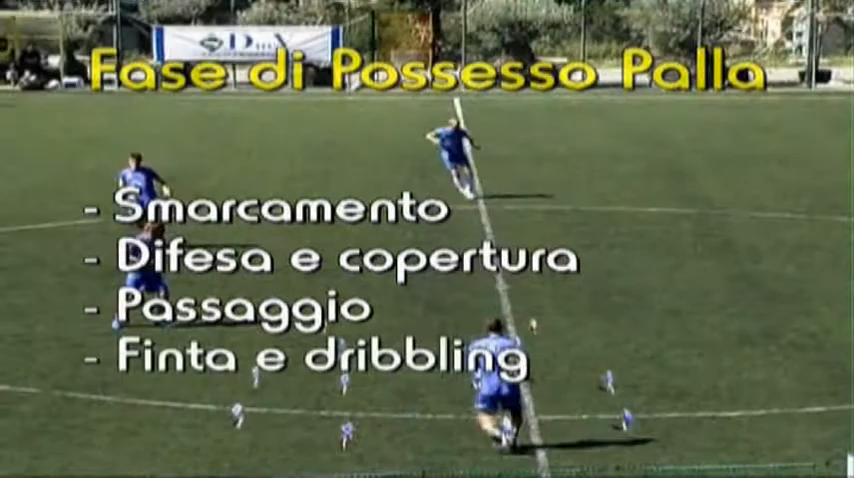 Fase di Possesso Palla
- Smarcamento
- Difesa e copertura
- Passaggio
- Finta e dribbling